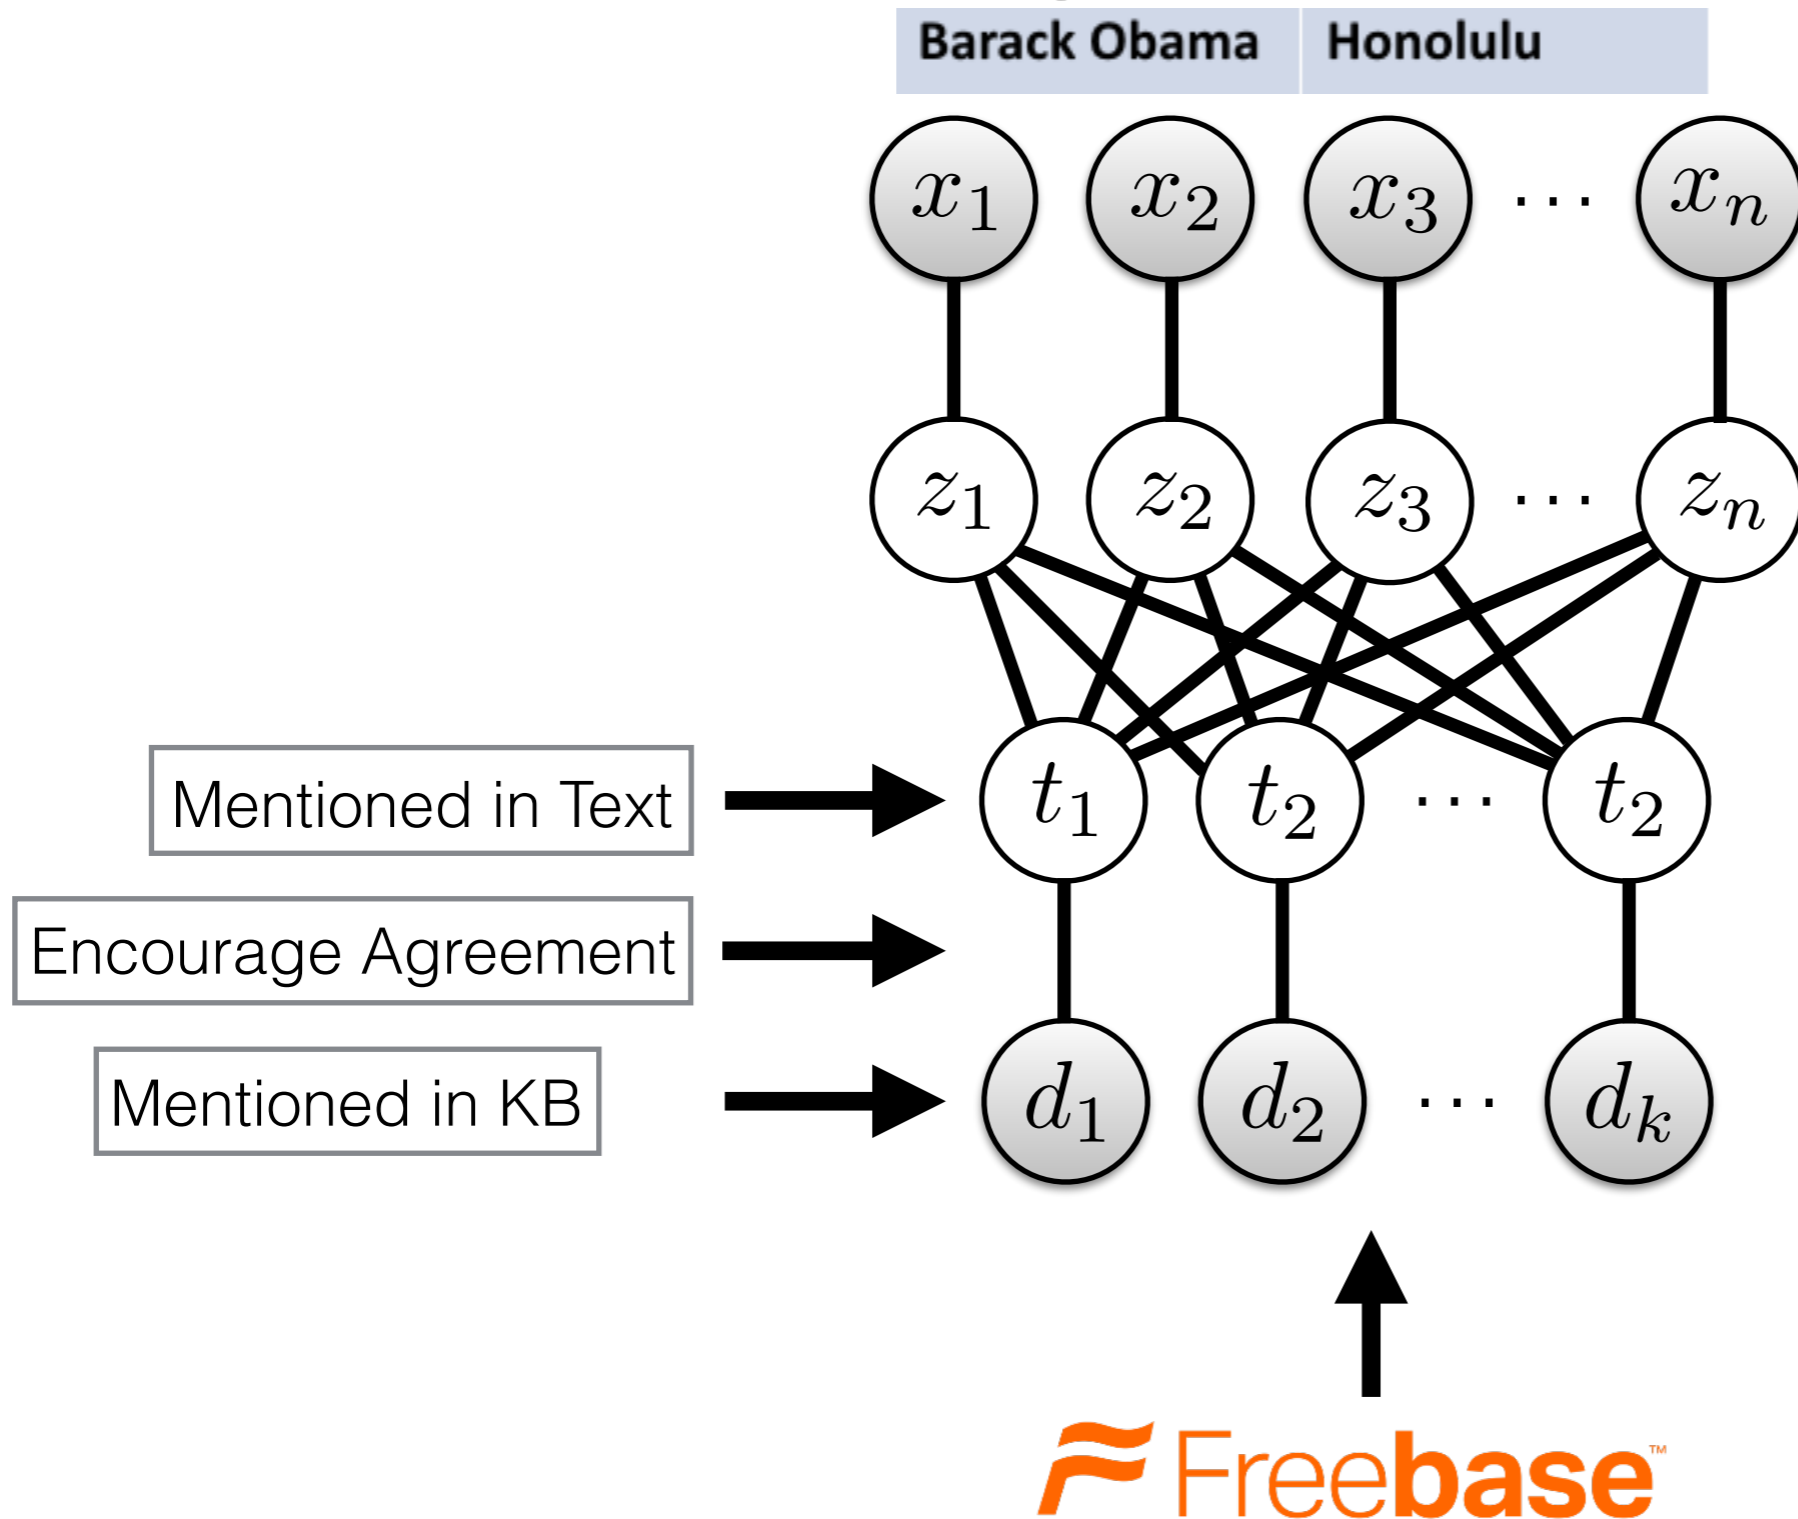 Barack Obama Honolulu
x₁ x₂ x₃ ... xₙ
z₁ z₂ z₃ ... zₙ
Mentioned in Text t₁ t₂ ... t₂
Encourage Agreement
Mentioned in KB d₁ d₂ ... dₖ
Freebase™